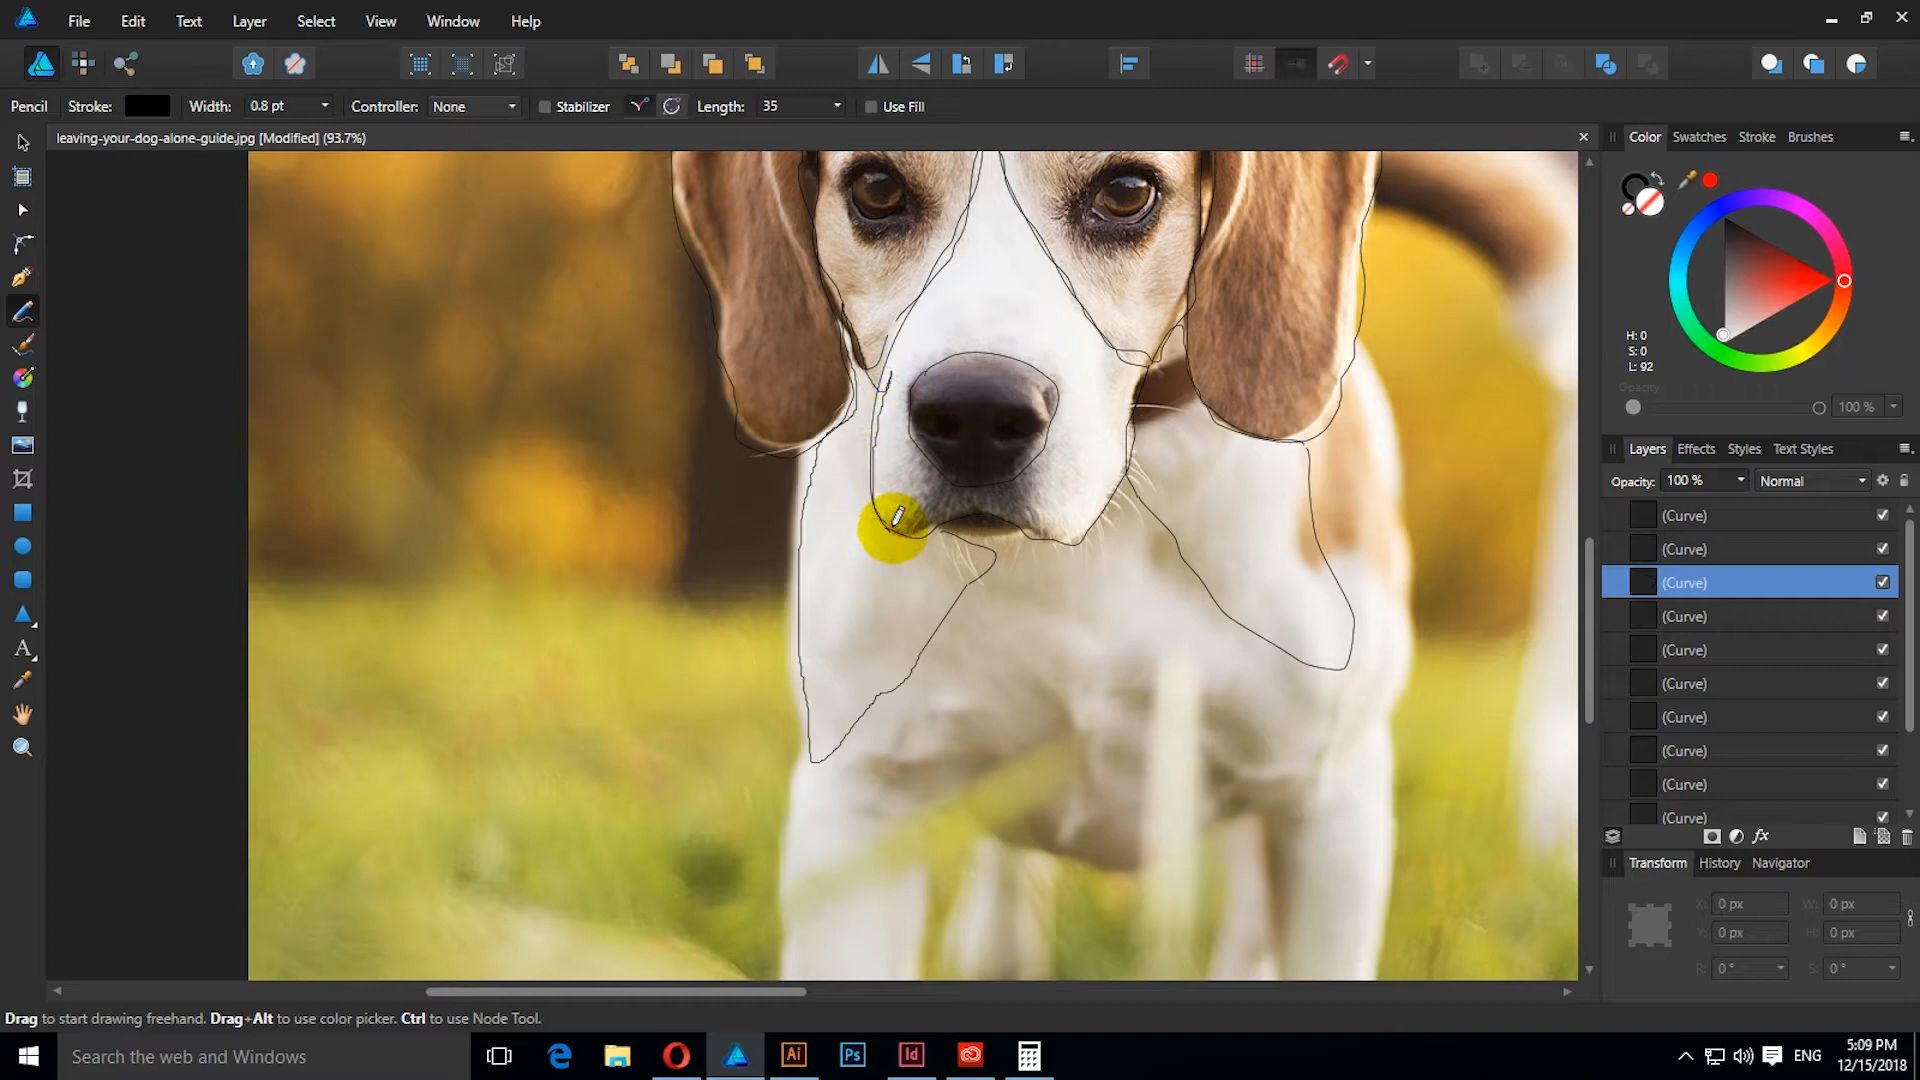 File Edit Text Layer Select View Window Help
Pencil Stroke: Width: 0.8 pt Controller: None Stabilizer Length: 35 Use Fill
leaving-your-dog-alone-guide.jpg [Modified] (93.7%)
Color Swatches Stroke Brushes
H: 0
S: 0
L: 92
Opacity
100 %
Layers Effects Styles Text Styles
Opacity: 100 % Normal
(Curve)
(Curve)
(Curve)
(Curve)
(Curve)
(Curve)
(Curve)
(Curve)
(Curve)
(Curve)
fx
Transform History Navigator
X: 0 px W: 0 px
Y: 0 px H: 0 px
R: 0 ° S: 0 °
Drag to start drawing freehand. Drag+Alt to use color picker. Ctrl to use Node Tool.
Search the web and Windows
Ai Ps Id
ENG
5:09 PM
12/15/2018